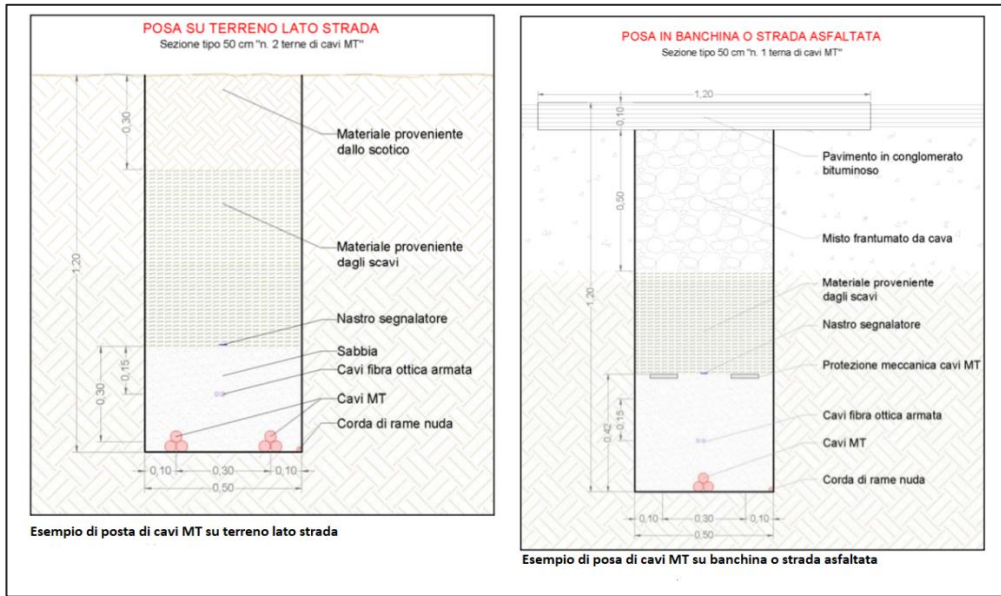 POSA SU TERRENO LATO STRADA
Sezione tipo 50 cm "n. 2 terne di cavi MT"
0,30
1,20
Materiale proveniente
dallo scotico
Materiale proveniente
dagli scavi
Nastro segnalatore
Sabbia
Cavi fibra ottica armata
0,15
0,30
Cavi MT
Corda di rame nuda
0,10
0,30
0,10
0,50
Esempio di posta di cavi MT su terreno lato strada
POSA IN BANCHINA O STRADA ASFALTATA
Sezione tipo 50 cm "n. 1 terna di cavi MT"
1,20
0,10
Pavimento in conglomerato
bituminoso
0,50
Misto frantumato da cava
1,20
Materiale proveniente
dagli scavi
Nastro segnalatore
Protezione meccanica cavi MT
0,15
0,42
Cavi fibra ottica armata
Cavi MT
Corda di rame nuda
0,10
0,30
0,10
0,50
Esempio di posa di cavi MT su banchina o strada asfaltata